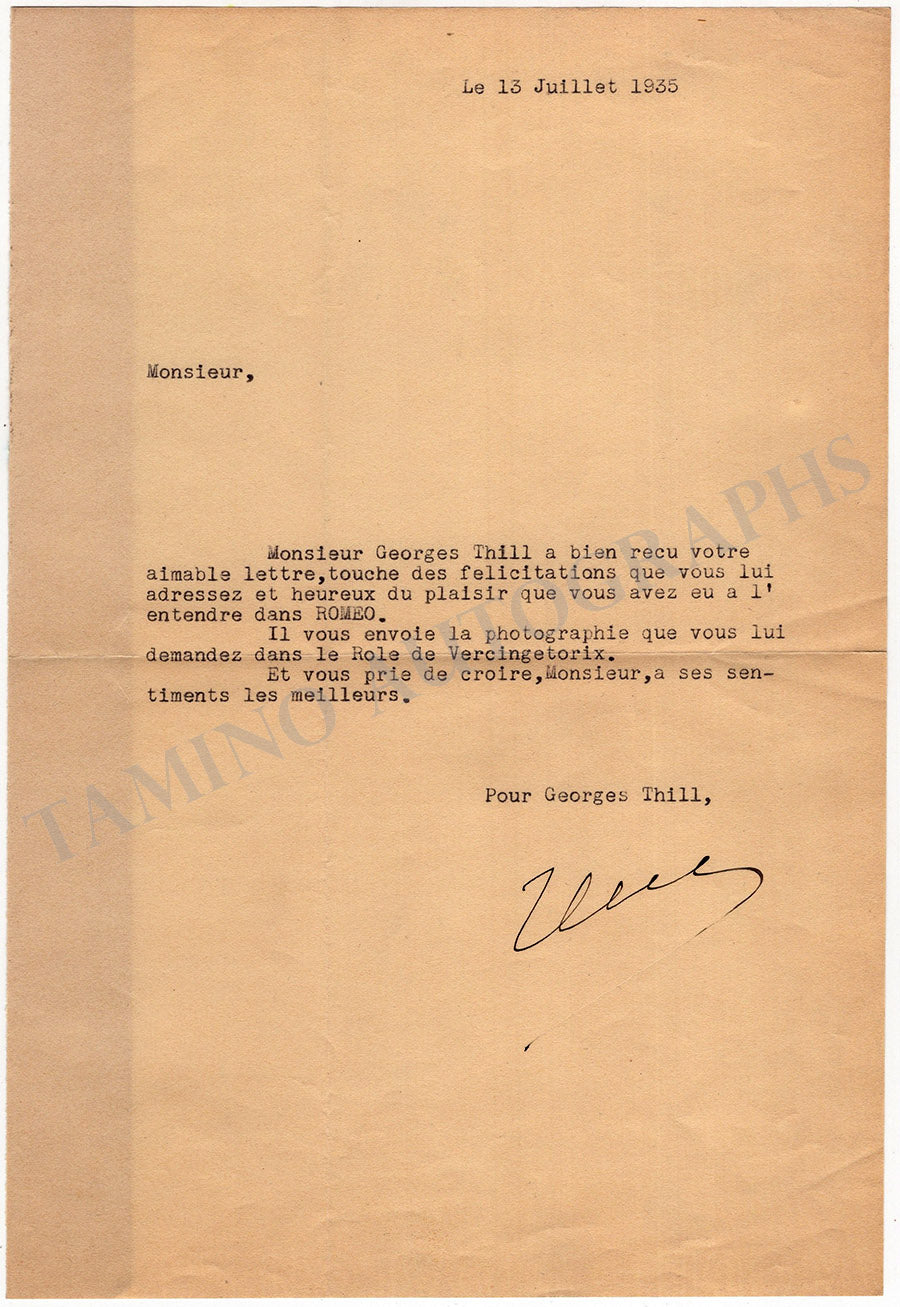 Le 13 Juillet 1935
Monsieur,
Monsieur Georges Thill a bien recu votre
aimable lettre,touche des felicitations que vous lui
adressez et heureux du plaisir que vous avez eu a l'
entendre dans ROMEO.
Il vous envoie la photographie que vous lui
demandez dans le Role de Vercingetorix.
Et vous prie de croire,Monsieur,a ses sen-
timents les meilleurs.
Pour Georges Thill,
TAMINO AUTOGRAPHS